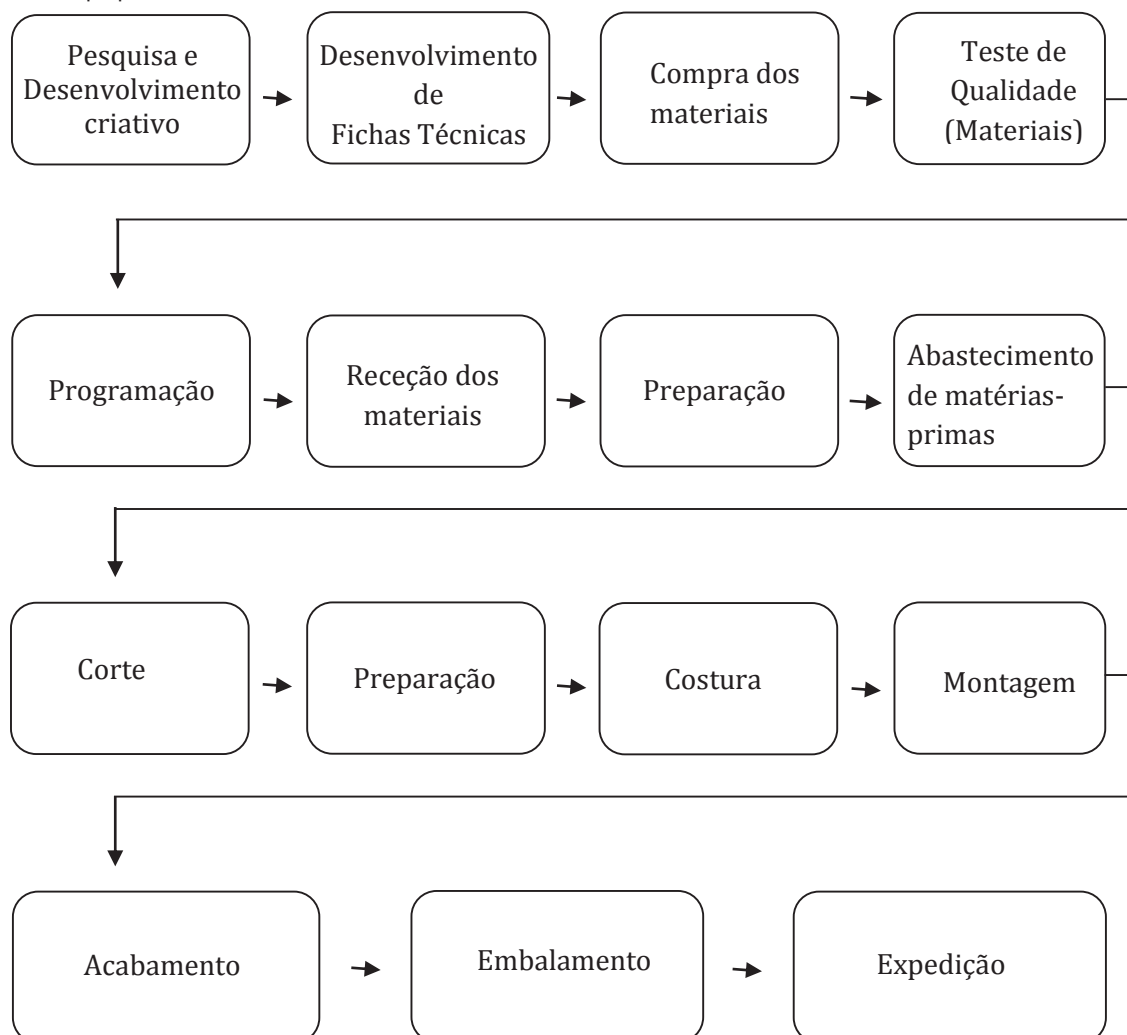 Pesquisa e
Desenvolvimento
criativo
Desenvolvimento
de
Fichas Técnicas
Compra dos
materiais
Teste de
Qualidade
(Materiais)
Programação
Receção dos
materiais
Preparação
Abastecimento
de matérias-
primas
Corte
Preparação
Costura
Montagem
Acabamento
Embalamento
Expedição